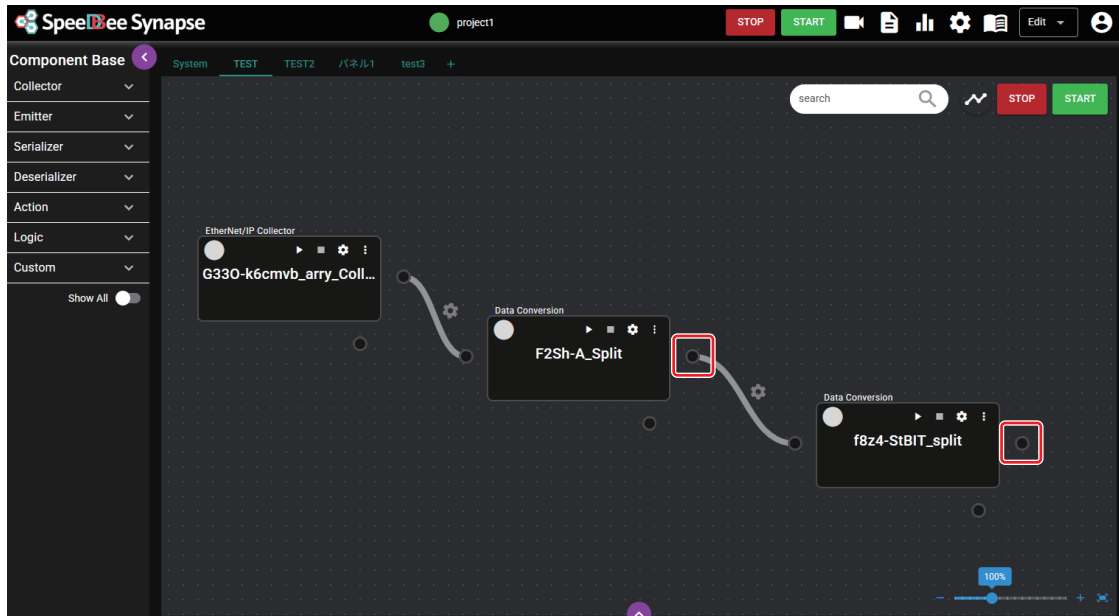 SpeeDBee Synapse
project1
STOP
START
Edit
Component Base
Collector
Emitter
Serializer
Deserializer
Action
Logic
Custom
Show All
System
TEST
TEST2
パネル1
test3
+
search
STOP
START
EtherNet/IP Collector
G33O-k6cmvb_arry_Coll...
Data Conversion
F2Sh-A_Split
Data Conversion
f8z4-StBIT_split
100%